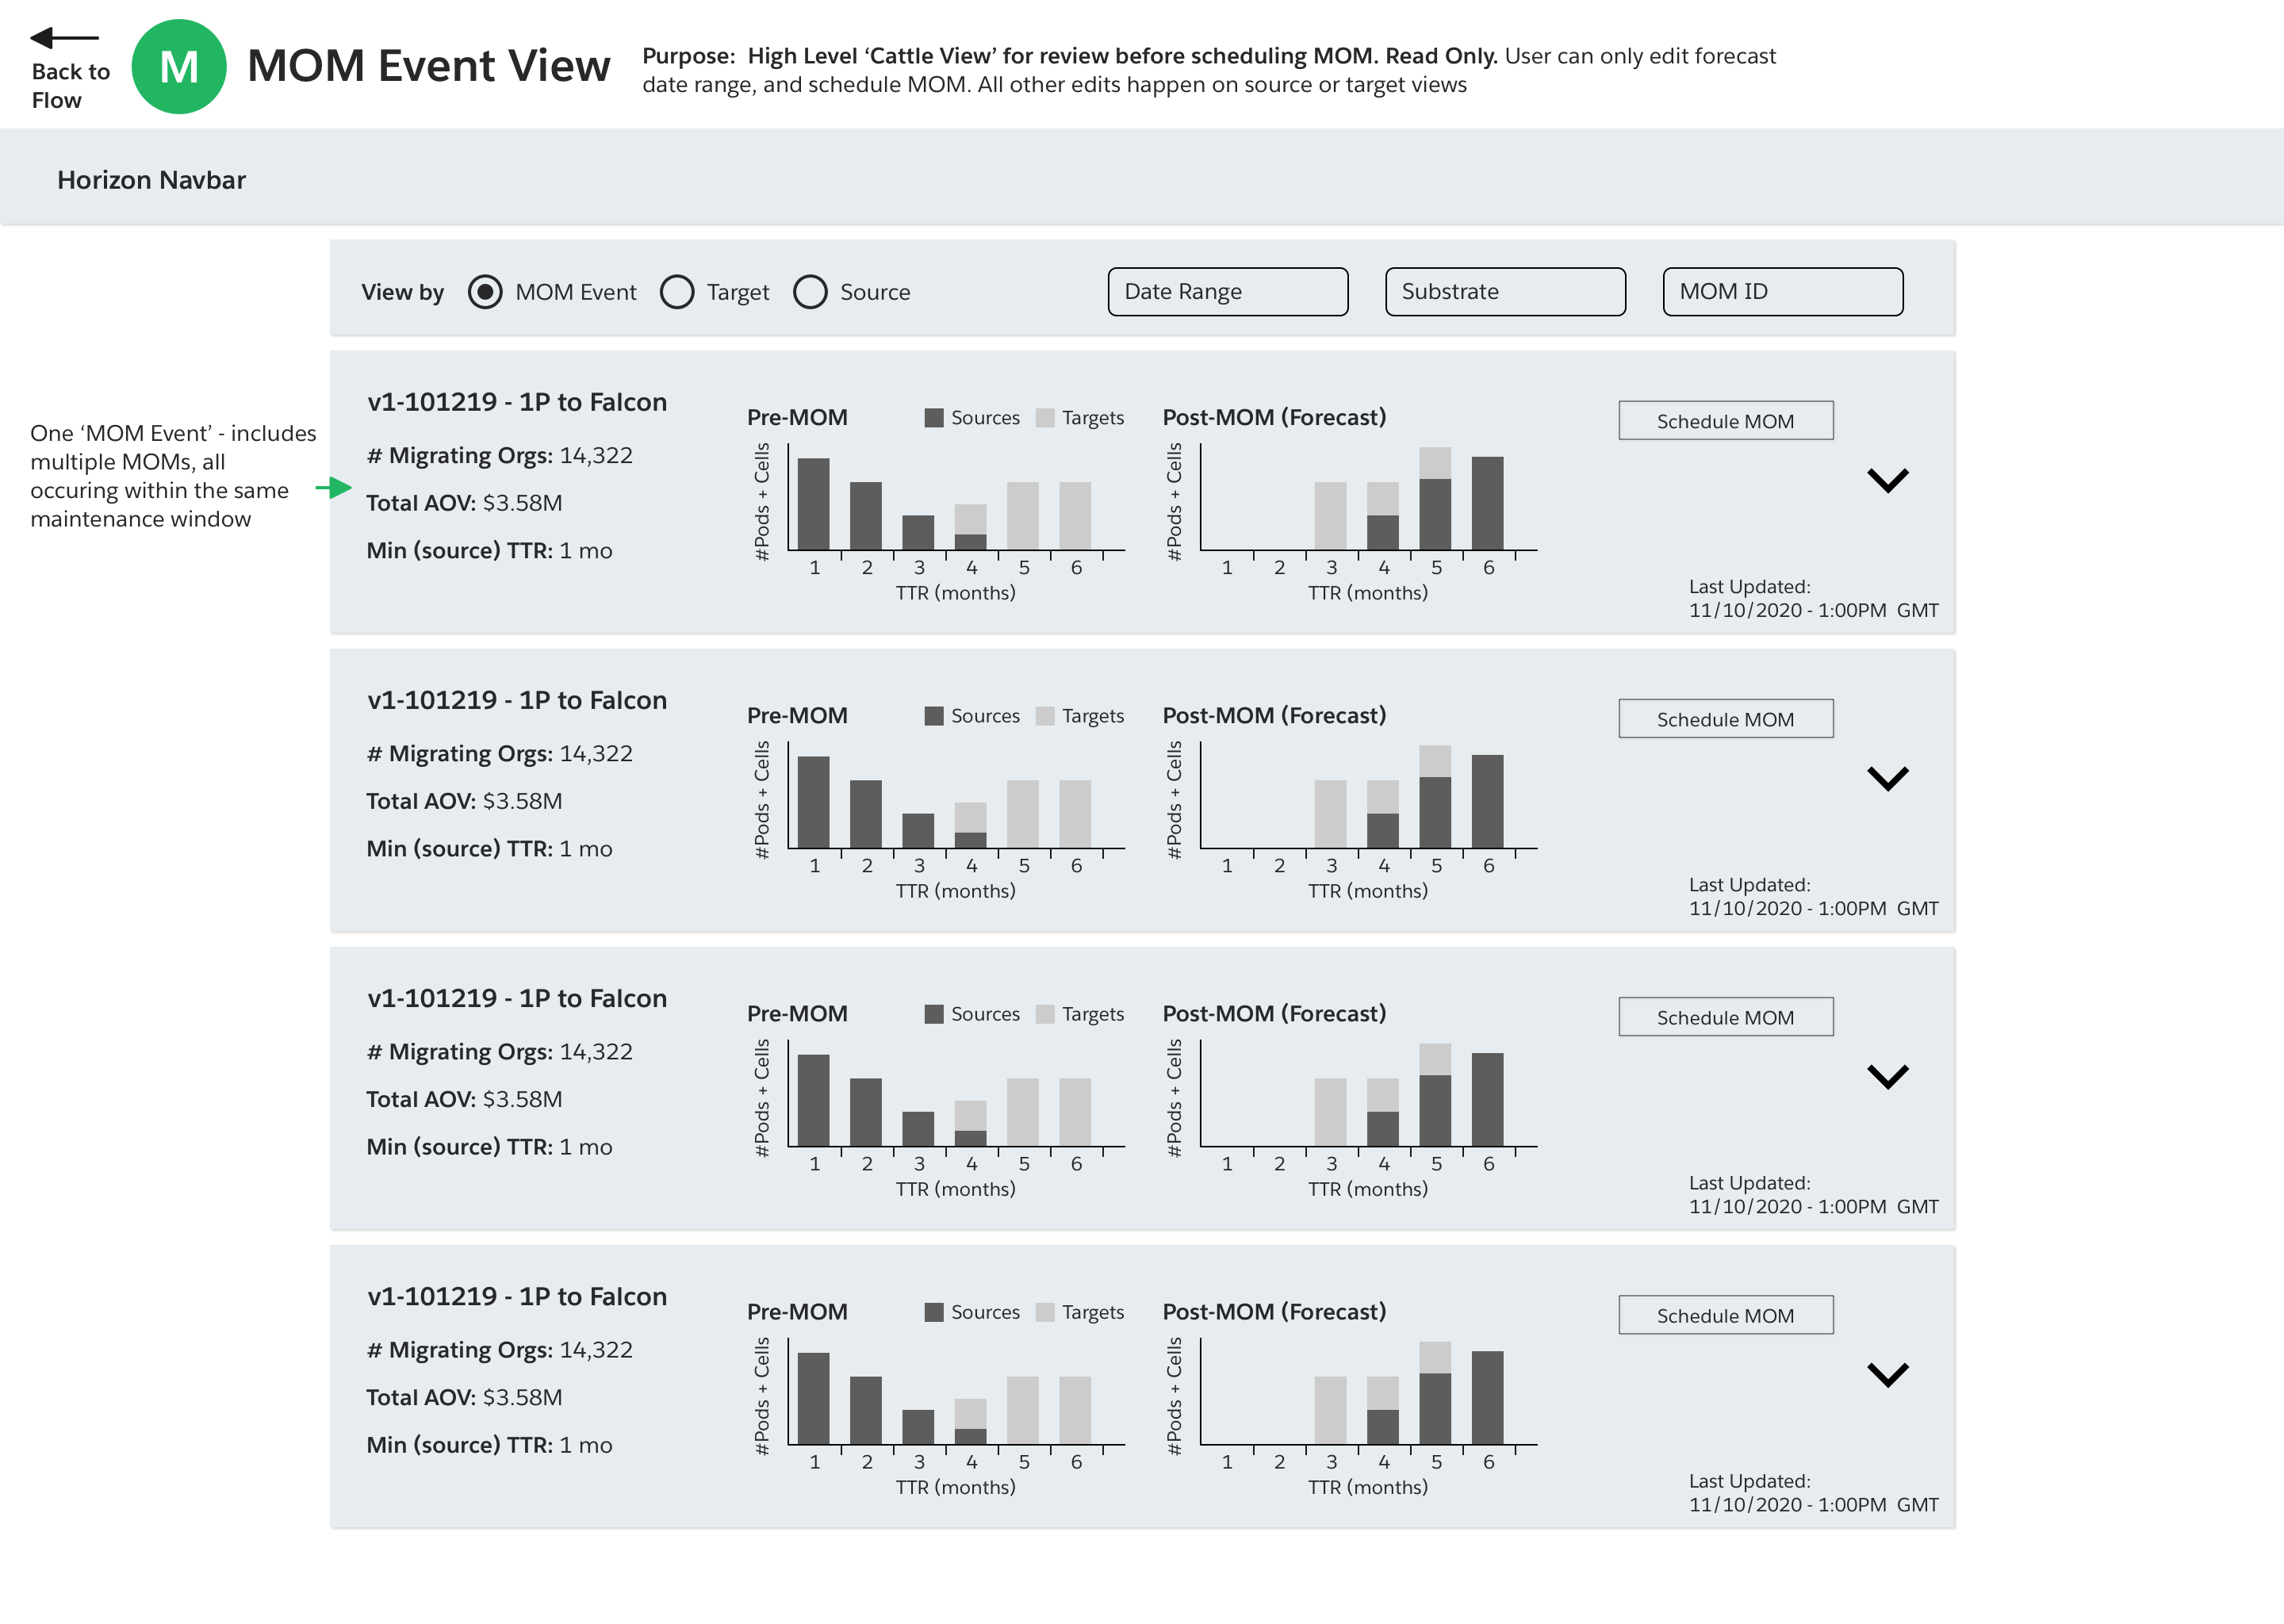 Back to
Flow
M
MOM Event View
Purpose:  High Level ‘Cattle View’ for review before scheduling MOM. Read Only. User can only edit forecast
date range, and schedule MOM. All other edits happen on source or target views
Horizon Navbar
View by MOM Event Target Source Date Range Substrate MOM ID
One ‘MOM Event’ - includes
multiple MOMs, all
occuring within the same
maintenance window
v1-101219 - 1P to Falcon
# Migrating Orgs: 14,322
Total AOV: $3.58M
Min (source) TTR: 1 mo
Pre-MOM Sources Targets
#Pods + Cells
1 2 3 4 5 6
TTR (months)
Post-MOM (Forecast)
#Pods + Cells
1 2 3 4 5 6
TTR (months)
Schedule MOM
Last Updated:
11/10/2020 - 1:00PM  GMT
v1-101219 - 1P to Falcon
# Migrating Orgs: 14,322
Total AOV: $3.58M
Min (source) TTR: 1 mo
Pre-MOM Sources Targets
#Pods + Cells
1 2 3 4 5 6
TTR (months)
Post-MOM (Forecast)
#Pods + Cells
1 2 3 4 5 6
TTR (months)
Schedule MOM
Last Updated:
11/10/2020 - 1:00PM  GMT
v1-101219 - 1P to Falcon
# Migrating Orgs: 14,322
Total AOV: $3.58M
Min (source) TTR: 1 mo
Pre-MOM Sources Targets
#Pods + Cells
1 2 3 4 5 6
TTR (months)
Post-MOM (Forecast)
#Pods + Cells
1 2 3 4 5 6
TTR (months)
Schedule MOM
Last Updated:
11/10/2020 - 1:00PM  GMT
v1-101219 - 1P to Falcon
# Migrating Orgs: 14,322
Total AOV: $3.58M
Min (source) TTR: 1 mo
Pre-MOM Sources Targets
#Pods + Cells
1 2 3 4 5 6
TTR (months)
Post-MOM (Forecast)
#Pods + Cells
1 2 3 4 5 6
TTR (months)
Schedule MOM
Last Updated:
11/10/2020 - 1:00PM  GMT